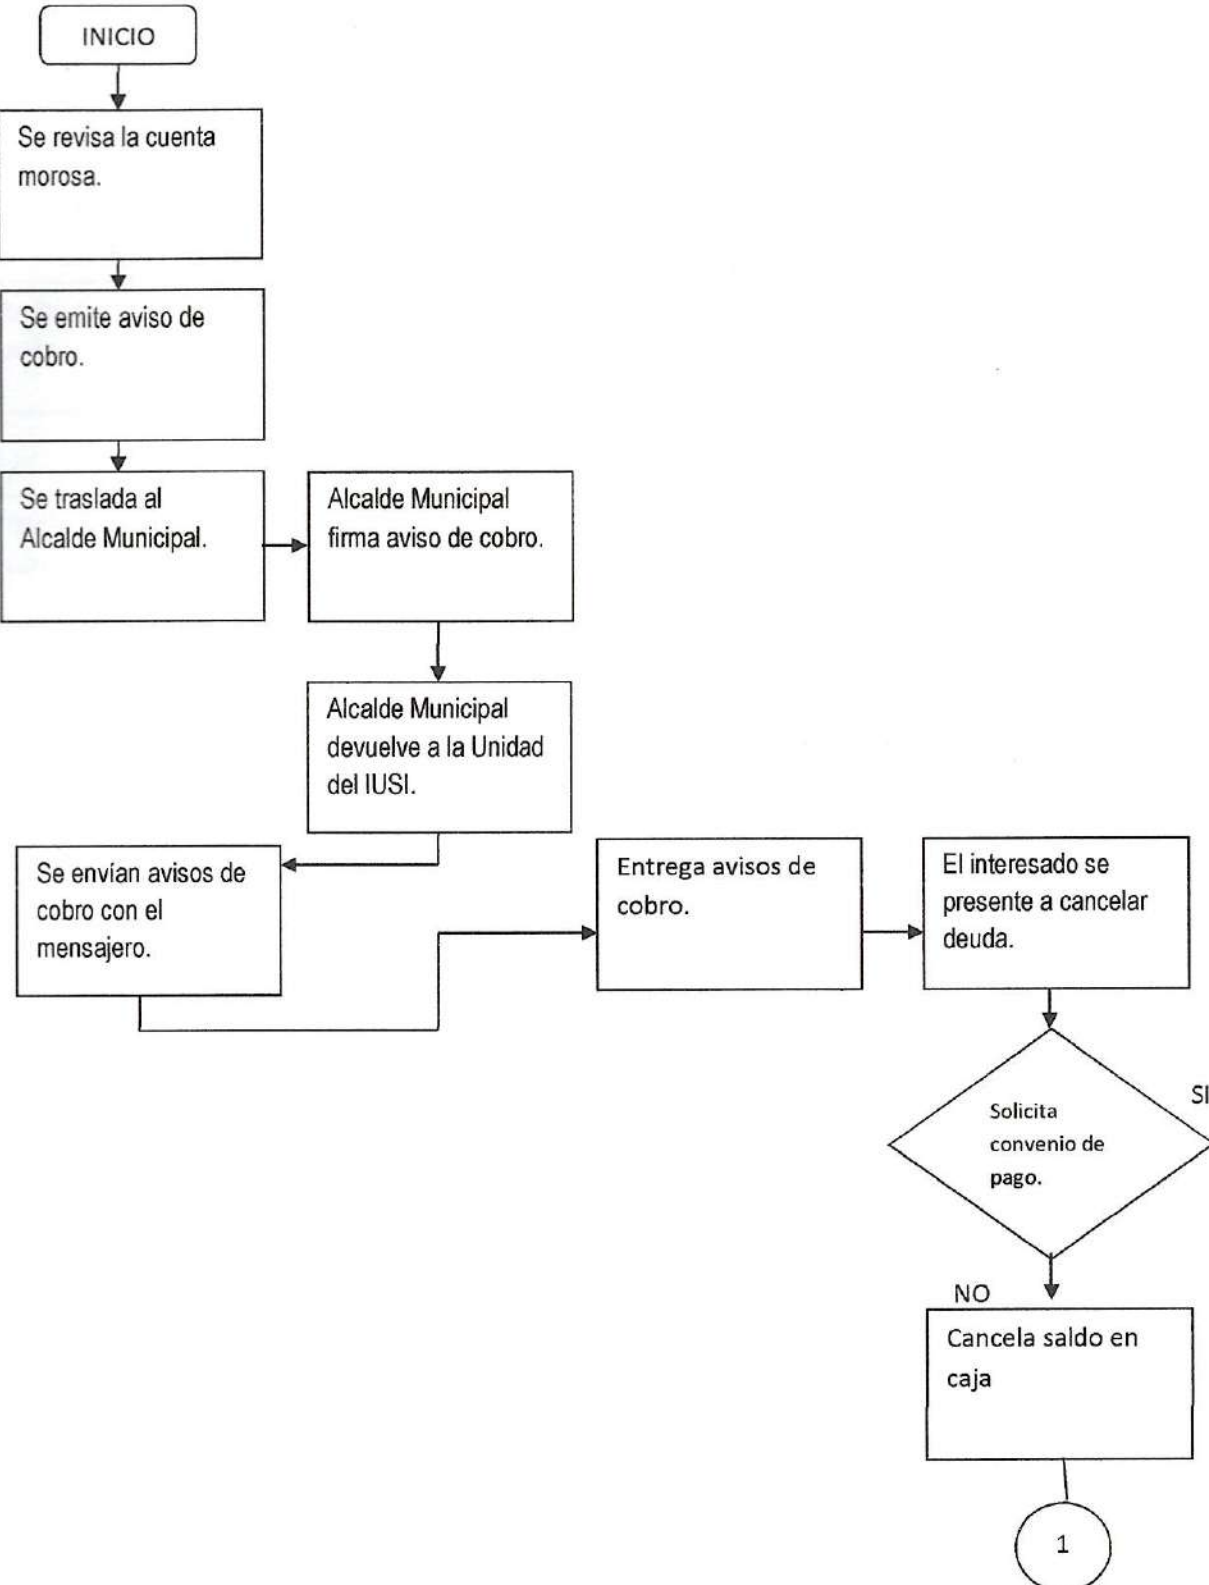 INICIO
Se revisa la cuenta
morosa.
Se emite aviso de
cobro.
Se traslada al
Alcalde Municipal.
Alcalde Municipal
firma aviso de cobro.
Alcalde Municipal
devuelve a la Unidad
del IUSI.
Se envían avisos de
cobro con el
mensajero.
Entrega avisos de
cobro.
El interesado se
presente a cancelar
deuda.
Solicita
convenio de
pago.
SI
NO
Cancela saldo en
caja
1